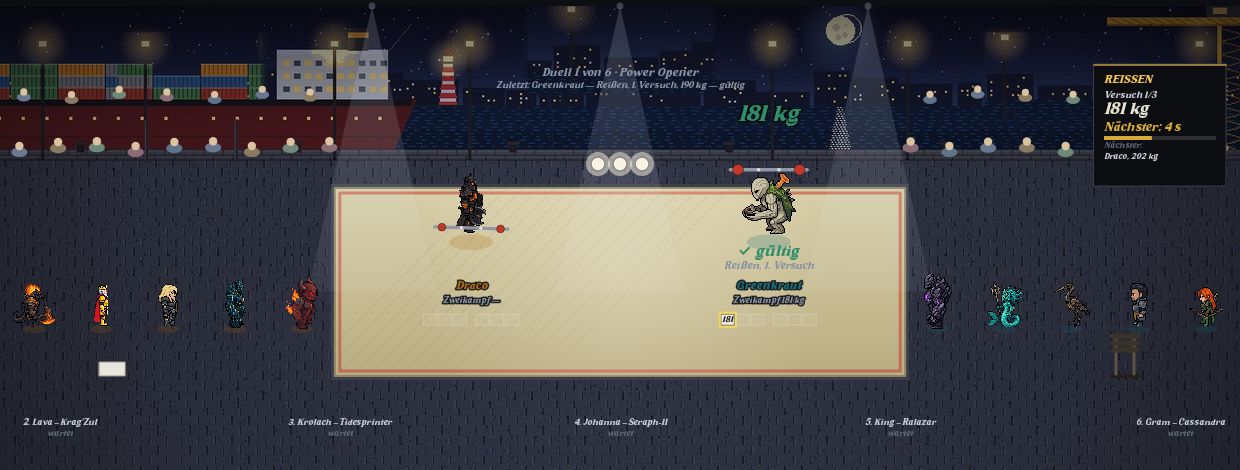 Duell 1 von 6 · Power Opener
Zuletzt: Greenkraut — Reißen, 1. Versuch, 190 kg — gültig
181 kg
REISSEN
Versuch 1/3
181 kg
Nächster: 4 s
Nächster:
Draco, 202 kg
✓ gültig
Reißen, 1. Versuch
Draco
Zweikampf —
Greenkraut
Zweikampf 181 kg
181
2. Lava – Krag'Zul
wartet
3. Krolach – Tidesprinter
wartet
4. Johanna – Seraph-II
wartet
5. King – Ralazar
wartet
6. Gram – Cassandra
wartet